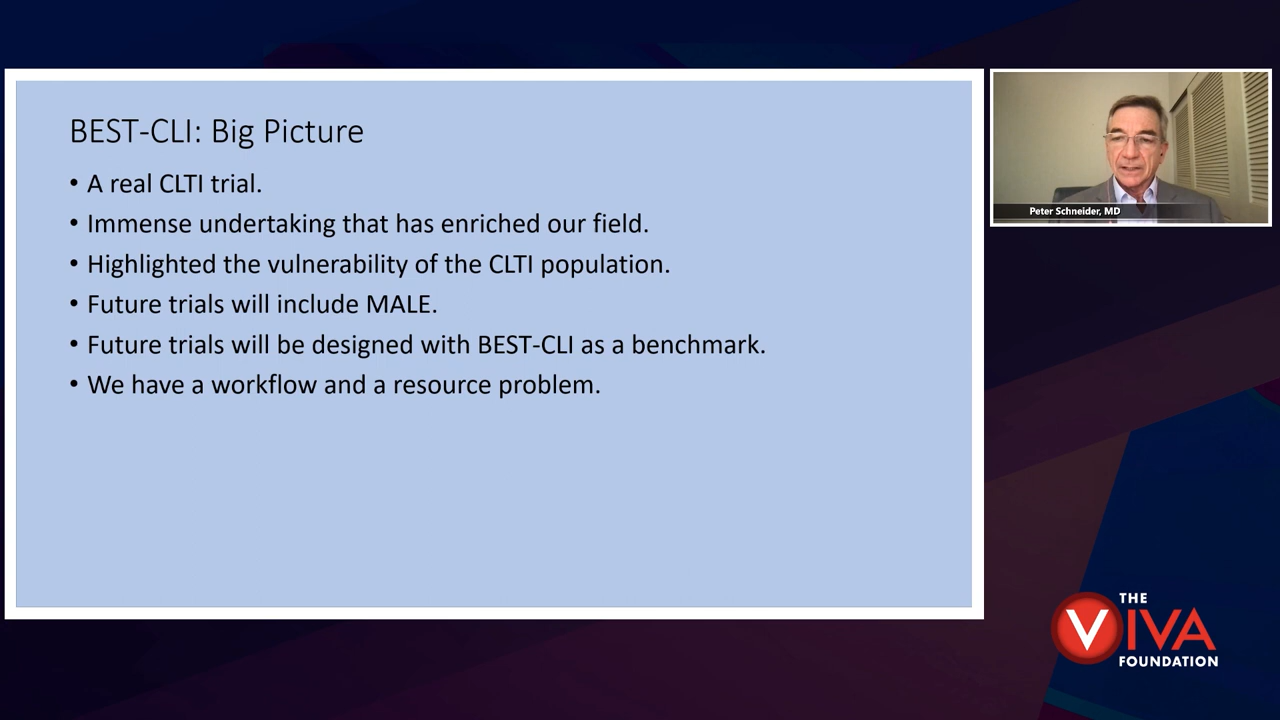 BEST-CLI: Big Picture
• A real CLTI trial.
• Immense undertaking that has enriched our field.
• Highlighted the vulnerability of the CLTI population.
• Future trials will include MALE.
• Future trials will be designed with BEST-CLI as a benchmark.
• We have a workflow and a resource problem.
Peter Schneider, MD
THE
VIVA
FOUNDATION